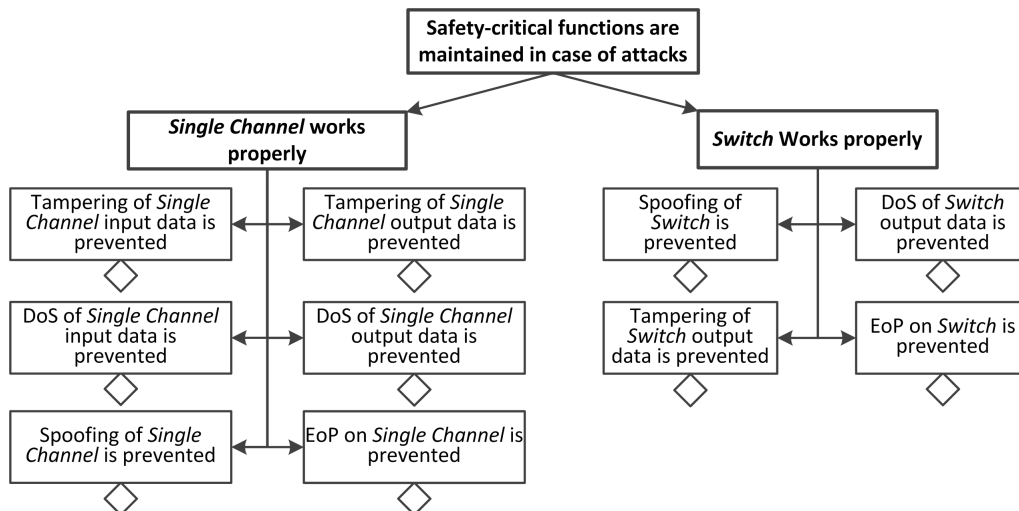 Safety-critical functions are
maintained in case of attacks
Single Channel works
properly
Switch Works properly
Tampering of Single
Channel input data is
prevented
Tampering of Single
Channel output data is
prevented
Spoofing of
Switch is
prevented
DoS of Switch
output data is
prevented
DoS of Single Channel
input data is
prevented
DoS of Single Channel
output data is
prevented
Tampering of
Switch output
data is prevented
EoP on Switch is
prevented
Spoofing of Single
Channel is prevented
EoP on Single Channel is
prevented